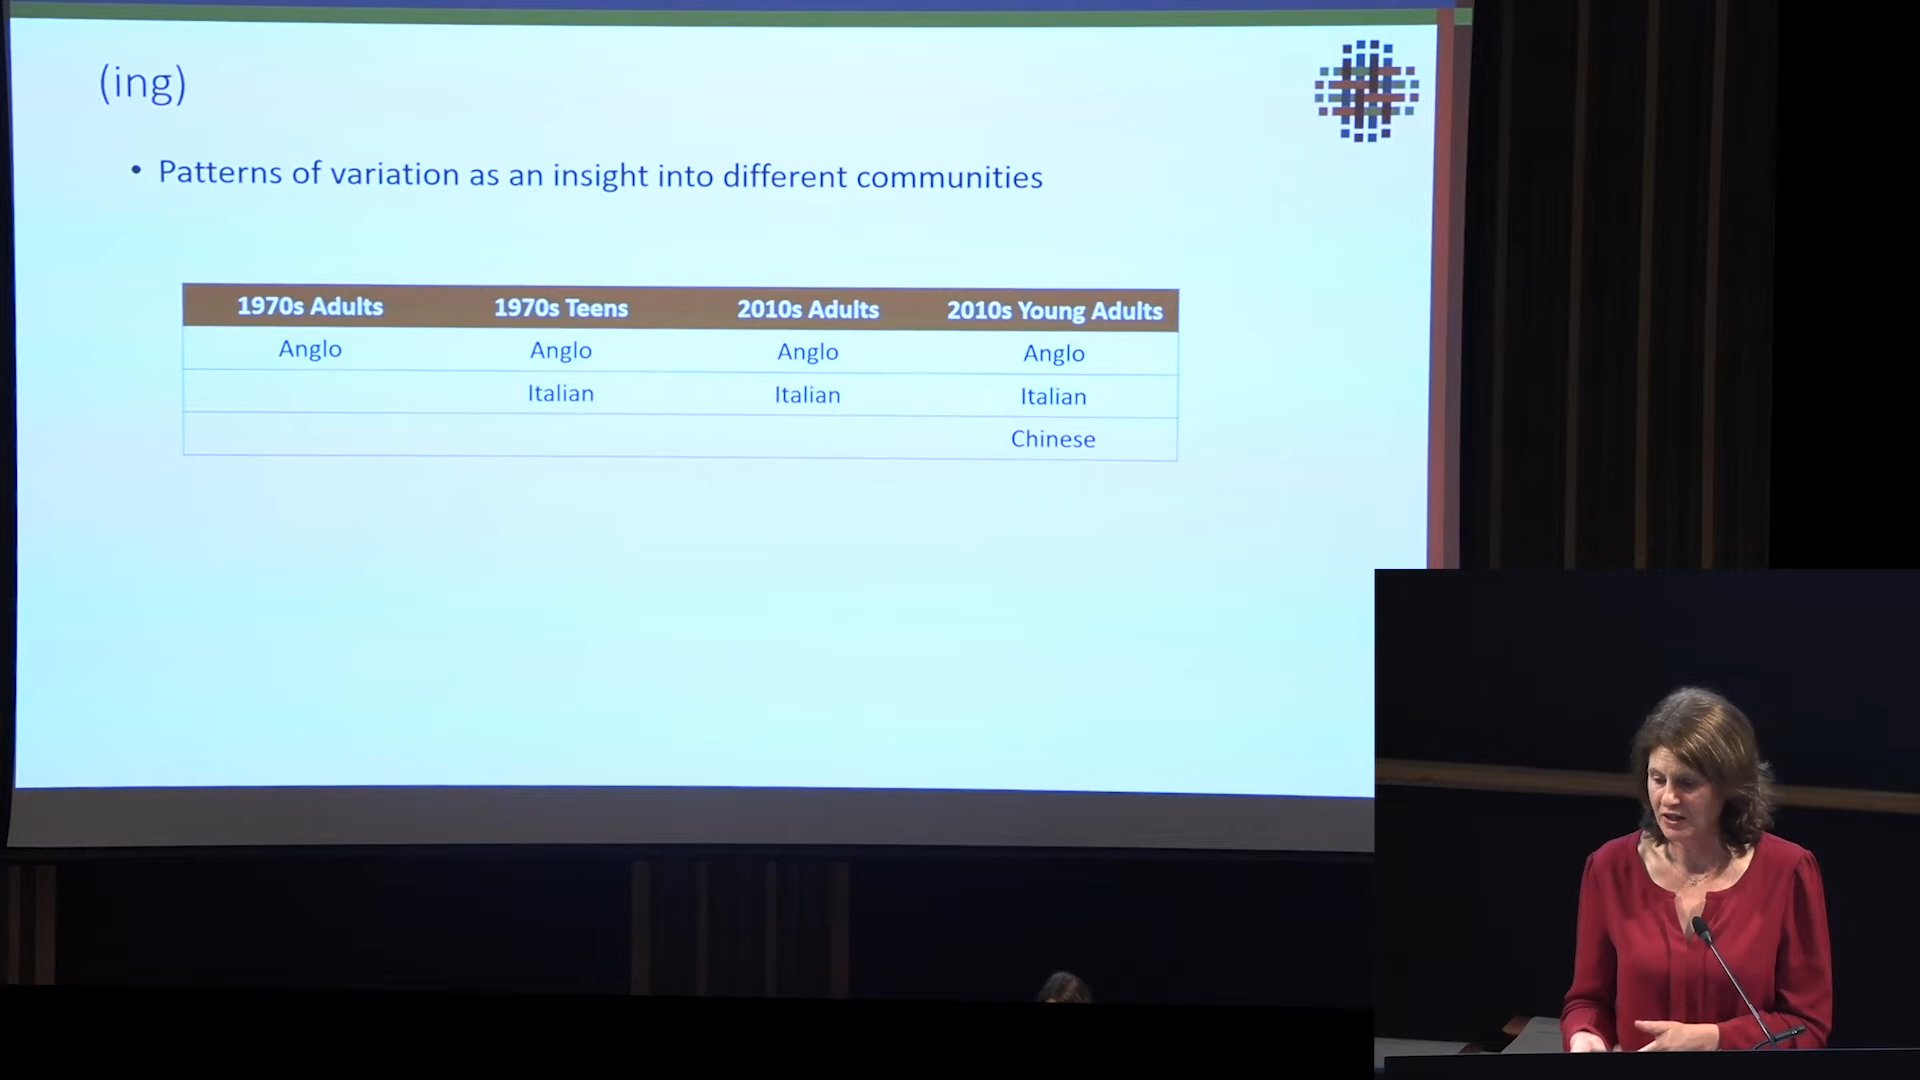 (ing)
• Patterns of variation as an insight into different communities
1970s Adults 1970s Teens 2010s Adults 2010s Young Adults
Anglo Anglo Anglo Anglo
Italian Italian Italian
Chinese